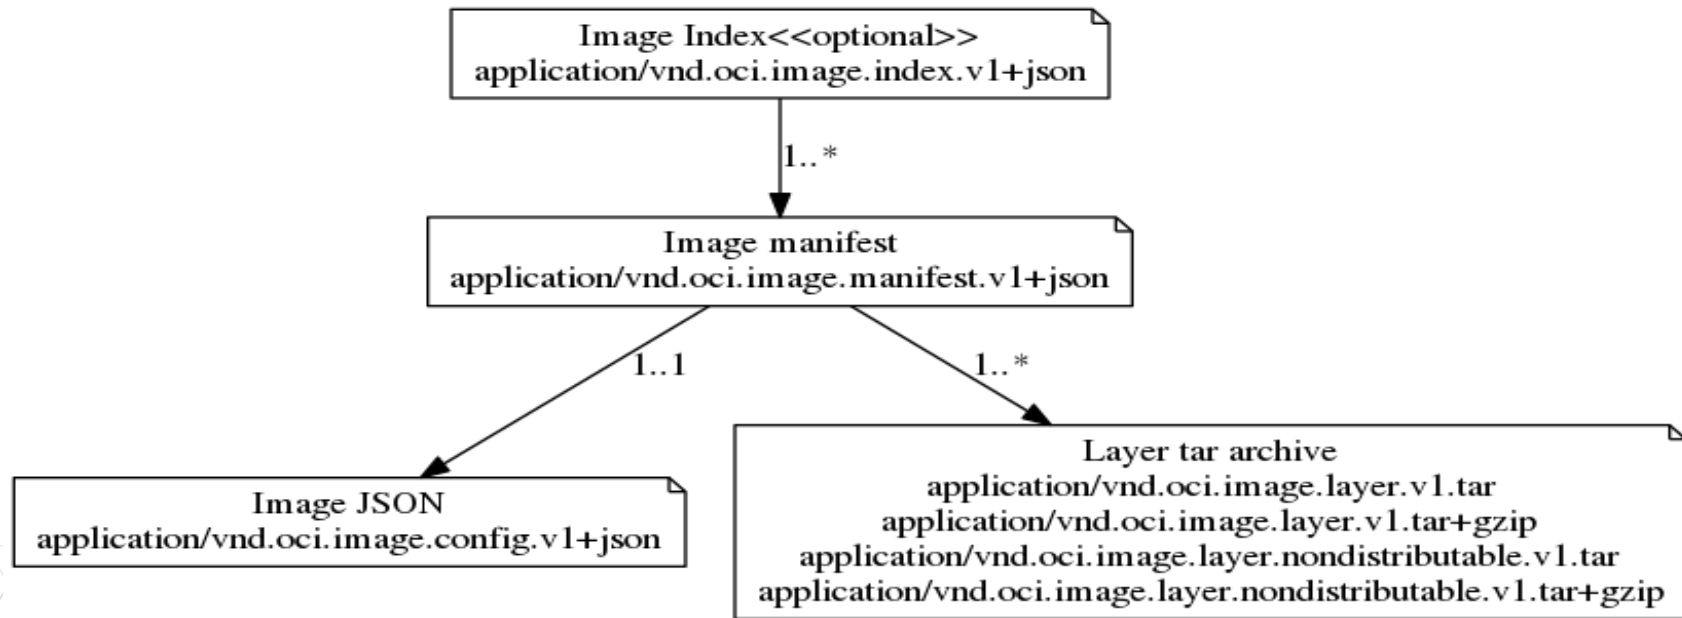 Image Index<<optional>>
application/vnd.oci.image.index.v1+json
1..*
Image manifest
application/vnd.oci.image.manifest.v1+json
1..1
1..*
Image JSON
application/vnd.oci.image.config.v1+json
Layer tar archive
application/vnd.oci.image.layer.v1.tar
application/vnd.oci.image.layer.v1.tar+gzip
application/vnd.oci.image.layer.nondistributable.v1.tar
application/vnd.oci.image.layer.nondistributable.v1.tar+gzip